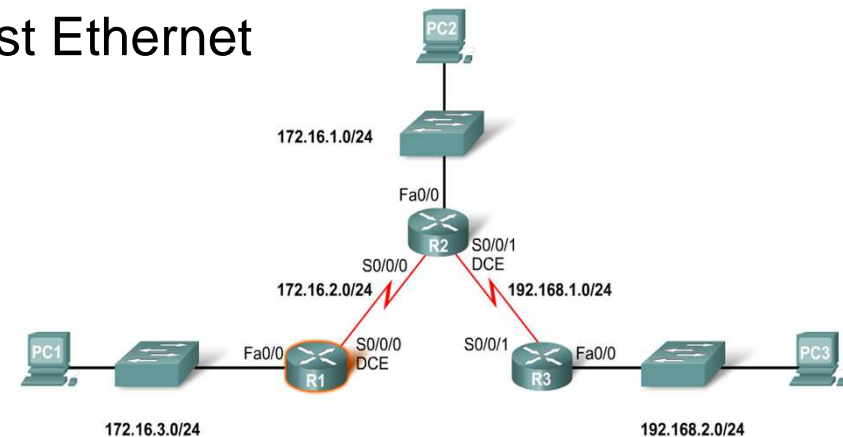 st Ethernet
PC2
172.16.1.0/24
Fa0/0
R2
S0/0/1
DCE
S0/0/0
172.16.2.0/24
192.168.1.0/24
PC1
Fa0/0
R1
S0/0/0
DCE
S0/0/1
R3
Fa0/0
PC3
172.16.3.0/24
192.168.2.0/24